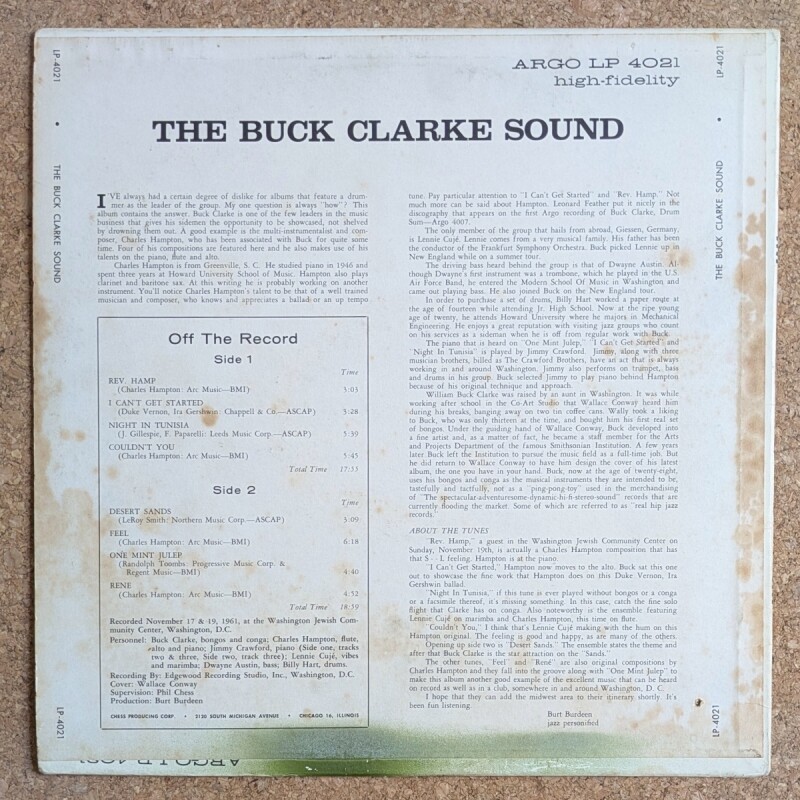 ARGO LP 4021
high-fidelity
THE BUCK CLARKE SOUND
LP-4021 • THE BUCK CLARKE SOUND
LP-4021
I'VE always had a certain degree of dislike for albums that feature a drum-
mer as the leader of the group. My one question is always "how"? This
album contains the answer. Buck Clarke is one of the few leaders in the music
business that gives his sidemen the opportunity to be showcased, not shelved
by drowning them out. A good example is the multi-instrumentalist and com-
poser, Charles Hampton, who has been associated with Buck for quite some
time. Four of his compositions are featured here and he also makes use of his
talents on the piano, flute and alto.
Charles Hampton is from Greenville, S. C. He studied piano in 1946 and
spent three years at Howard University School of Music. Hampton also plays
clarinet and baritone sax. At this writing he is probably working on another
instrument. You'll notice Charles Hampton's talent to be that of a well trained
musician and composer, who knows and appreciates a ballad or an up tempo
Off The Record
Side 1
Time
REV. HAMP
(Charles Hampton: Arc Music—BMI) 3:03
I CAN'T GET STARTED
(Duke Vernon, Ira Gershwin: Chappell & Co.—ASCAP) 3:28
NIGHT IN TUNISIA
(J. Gillespie, F. Paparelli: Leeds Music Corp.—ASCAP) 5:39
COULDN'T YOU
(Charles Hampton: Arc Music—BMI) 5:45
Total Time 17:55
Side 2
Time
DESERT SANDS
(LeRoy Smith: Northern Music Corp.—ASCAP) 3:09
FEEL
(Charles Hampton: Arc Music—BMI) 6:18
ONE MINT JULEP
(Randolph Toombs: Progressive Music Corp. &
Regent Music—BMI) 4:40
RENE
(Charles Hampton: Arc Music—BMI) 4:52
Total Time 18:59
Recorded November 17 & 19, 1961, at the Washington Jewish Com-
munity Center, Washington, D.C.
Personnel: Buck Clarke, bongos and conga; Charles Hampton, flute,
alto and piano; Jimmy Crawford, piano (Side one, tracks
two & three, Side two, track three); Lennie Cujé, vibes
and marimba; Dwayne Austin, bass; Billy Hart, drums.
Recording By: Edgewood Recording Studio, Inc., Washington, D.C.
Cover: Wallace Conway
Supervision: Phil Chess
Production: Burt Burdeen
CHESS PRODUCING CORP. • 2120 SOUTH MICHIGAN AVENUE • CHICAGO 16, ILLINOIS
tune. Pay particular attention to "I Can't Get Started" and "Rev. Hamp." Not
much more can be said about Hampton. Leonard Feather put it nicely in the
discography that appears on the first Argo recording of Buck Clarke, Drum
Sum—Argo 4007.
The only member of the group that hails from abroad, Giessen, Germany,
is Lennie Cujé. Lennie comes from a very musical family. His father has been
the conductor of the Frankfurt Symphony Orchestra. Buck picked Lennie up in
New England while on a summer tour.
The driving bass heard behind the group is that of Dwayne Austin. Al-
though Dwayne's first instrument was a trombone, which he played in the U.S.
Air Force Band, he entered the Modern School Of Music in Washington and
came out playing bass. He also joined Buck on the New England tour.
In order to purchase a set of drums, Billy Hart worked a paper route at
the age of fourteen while attending Jr. High School. Now at the ripe young
age of twenty, he attends Howard University where he majors in Mechanical
Engineering. He enjoys a great reputation with visiting jazz groups who count
on his services as a sideman when he is off from regular work with Buck.
The piano that is heard on "One Mint Julep," "I Can't Get Started" and
"Night In Tunisia" is played by Jimmy Crawford. Jimmy, along with three
musician brothers, billed as The Crawford Brothers, have an act that is always
working in and around Washington. Jimmy also performs on trumpet, bass
and drums in his group. Buck selected Jimmy to play piano behind Hampton
because of his original technique and approach.
William Buck Clarke was raised by an aunt in Washington. It was while
working after school in the Co-Art Studio that Wallace Conway heard him
during his breaks, banging away on two tin coffee cans. Wally took a liking
to Buck, who was only thirteen at the time, and bought him his first real set
of bongos. Under the guiding hand of Wallace Conway, Buck developed into
a fine artist and, as a matter of fact, he became a staff member for the Arts
and Projects Department of the famous Smithsonian Institution. A few years
later Buck left the Institution to pursue the music field as a full-time job. But
he did return to Wallace Conway to have him design the cover of his latest
album, the one you have in your hand. Buck, now at the age of twenty-eight,
uses his bongos and conga as the musical instruments they are intended to be,
tastefully and tactfully, not as a "ping-pong-toy" used in the merchandising
of "The spectacular-adventuresome-dynamic-hi-fi-stereo-sound" records that are
currently flooding the market. Some of which are referred to as "real hip jazz
records."
ABOUT THE TUNES
"Rev. Hamp," a guest in the Washington Jewish Community Center on
Sunday, November 19th, is actually a Charles Hampton composition that has
that S - - L feeling. Hampton is at the piano.
"I Can't Get Started," Hampton now moves to the alto. Buck sat this one
out to showcase the fine work that Hampton does on this Duke Vernon, Ira
Gershwin ballad.
"Night In Tunisia," if this tune is ever played without bongos or a conga
or a facsimile thereof, it's missing something. In this case, catch the fine solo
flight that Clarke has on conga. Also noteworthy is the ensemble featuring
Lennie Cujé on marimba and Charles Hampton, this time on flute.
"Couldn't You," I think that's Lennie Cujé making with the hum on this
Hampton original. The feeling is good and happy, as are many of the others.
Opening up side two is "Desert Sands." The ensemble states the theme and
after that Buck Clarke is the star attraction on the "Sands."
The other tunes, "Feel" and "René" are also original compositions by
Charles Hampton and they fall into the groove along with "One Mint Julep" to
make this album another good example of the excellent music that can be heard
on record as well as in a club, somewhere in and around Washington, D. C.
I hope that they can add the midwest area to their itinerary shortly. It's
been fun listening.
Burt Burdeen
jazz personified
LP-4021 • THE BUCK CLARKE SOUND
LP-4021
ARGO LP 4021